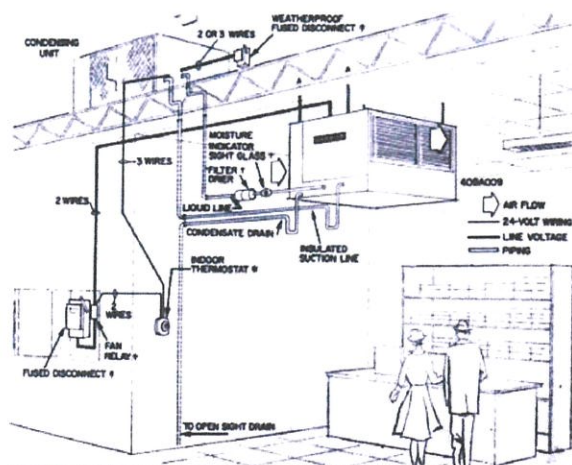 CONDENSING
UNIT
2 OR 3 WIRES
WEATHERPROOF
FUSED DISCONNECT
3 WIRES
2 WIRES
MOISTURE
INDICATOR
SIGHT GLASS
FILTER
DRIER
LIQUID LINE
CONDENSATE DRAIN
INSULATED
SUCTION LINE
INDOOR
THERMOSTAT
2
WIRES
FAN
RELAY
FUSED DISCONNECT
TO OPEN SIGHT DRAIN
AIR FLOW
24-VOLT WIRING
LINE VOLTAGE
PIPING